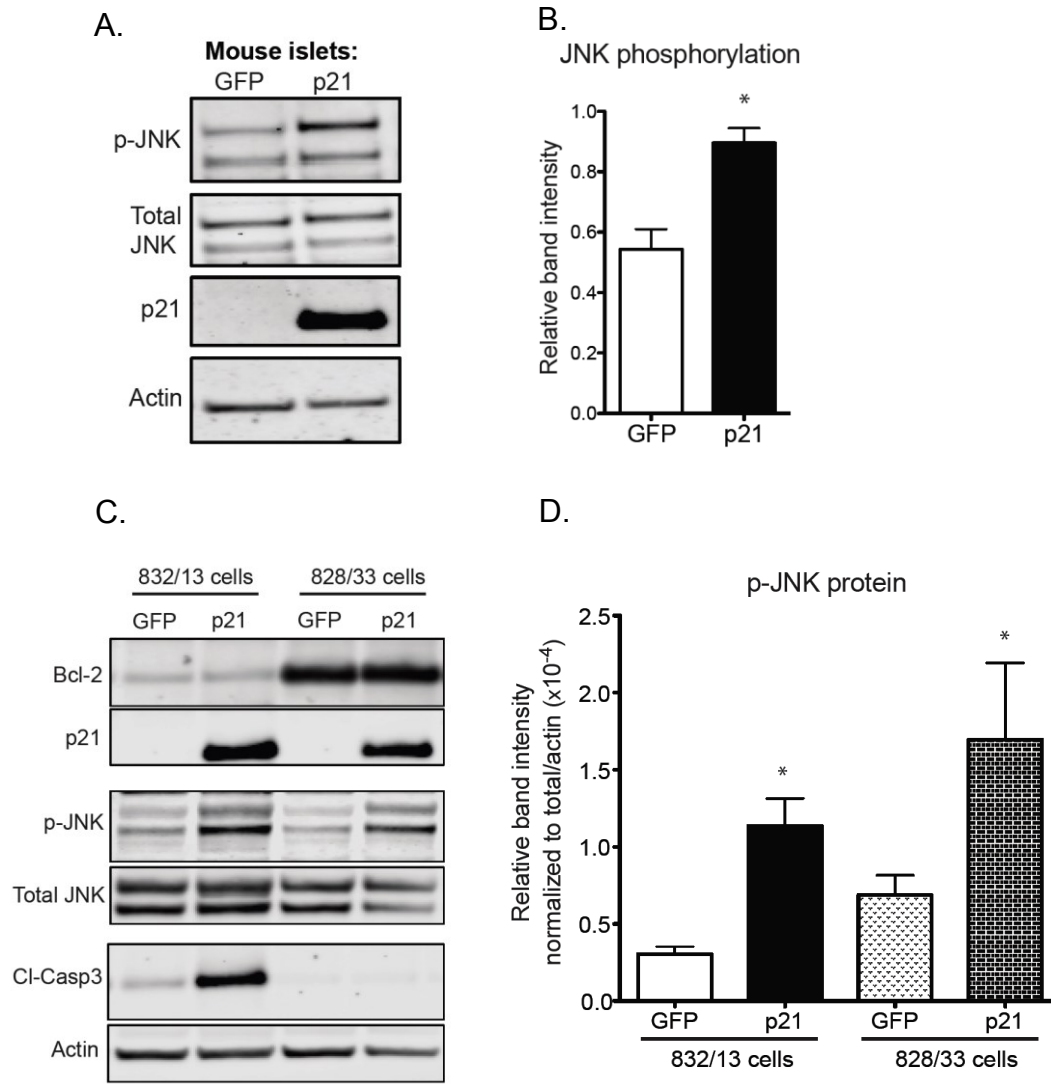 A.
Mouse islets:
GFP p21
p-JNK
Total
JNK
p21
Actin
B.
JNK phosphorylation
*
Relative band intensity
1.0
0.8
0.6
0.4
0.2
0.0
GFP p21
C.
832/13 cells 828/33 cells
GFP p21 GFP p21
Bcl-2
p21
p-JNK
Total JNK
Cl-Casp3
Actin
D.
p-JNK protein
Relative band intensity
normalized to total/actin (x10⁻⁴)
2.5
2.0
1.5
1.0
0.5
0.0
*
*
GFP p21 GFP p21
832/13 cells 828/33 cells